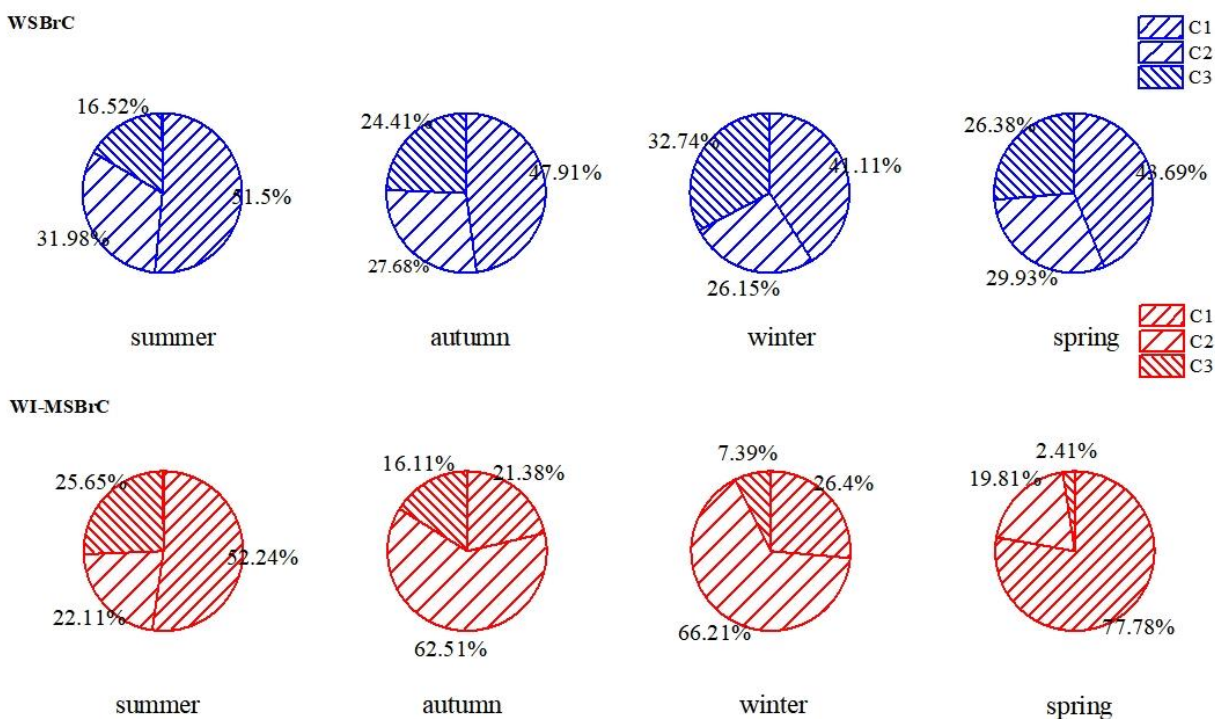 WSBrC
C1
C2
C3
16.52%
51.5%
31.98%
summer
24.41%
47.91%
27.68%
autumn
32.74%
41.11%
26.15%
winter
26.38%
43.69%
29.93%
spring
C1
C2
C3
WI-MSBrC
25.65%
52.24%
22.11%
summer
16.11%
21.38%
62.51%
autumn
7.39%
26.4%
66.21%
winter
2.41%
19.81%
77.78%
spring